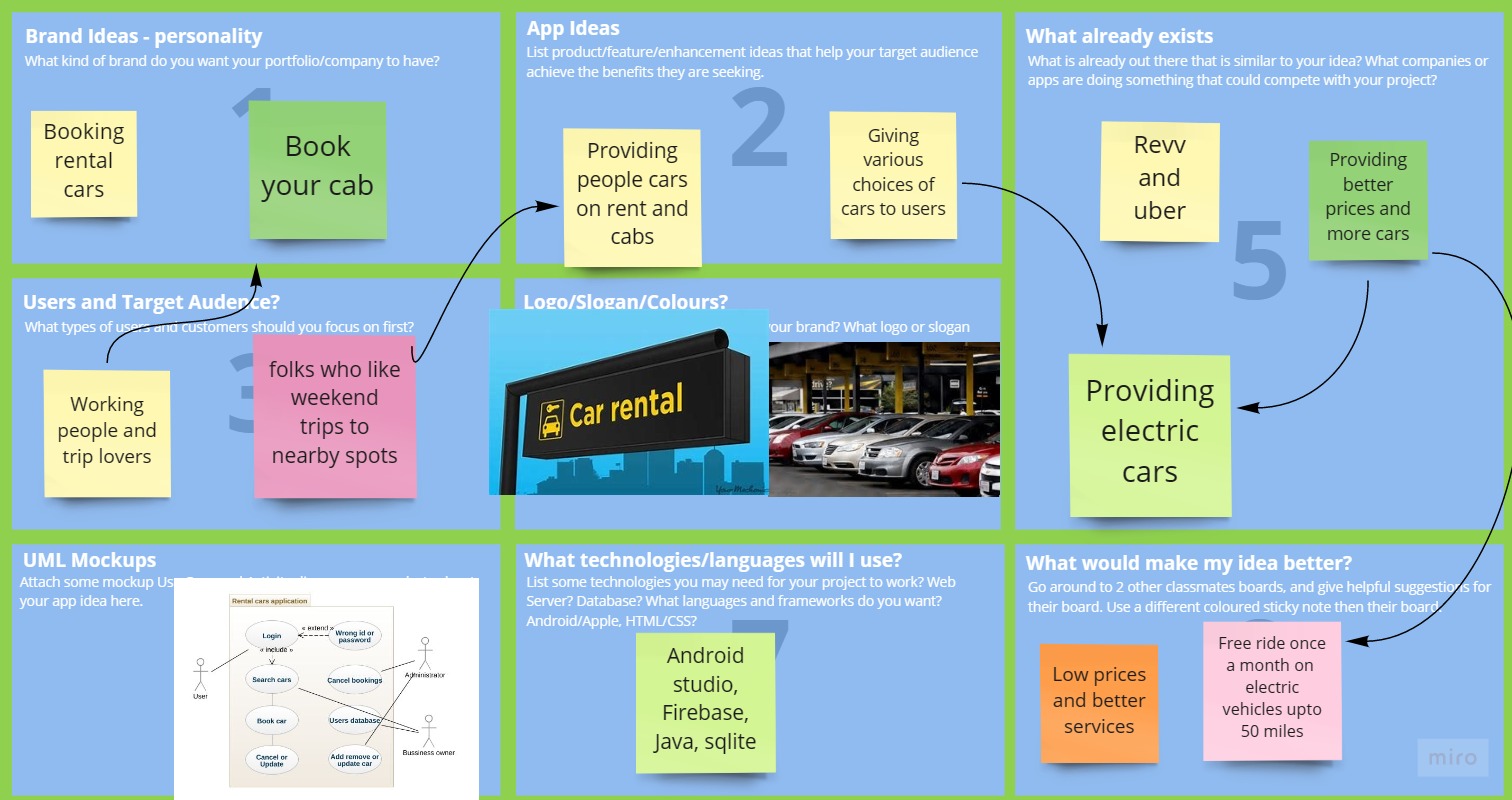 Brand Ideas - personality
What kind of brand do you want your portfolio/company to have?
1
Booking
rental
cars
Book
your cab
App Ideas
List product/feature/enhancement ideas that help your target audience
achieve the benefits they are seeking.
2
Providing
people cars
on rent and
cabs
Giving
various
choices of
cars to users
What already exists
What is already out there that is similar to your idea? What companies or
apps are doing something that could compete with your project?
Revv
and
uber
5
Providing
better
prices and
more cars
Providing
electric
cars
Users and Target Audence?
What types of users and customers should you focus on first?
3
Working
people and
trip lovers
folks who like
weekend
trips to
nearby spots
Logo/Slogan/Colours?
your brand? What logo or slogan
Car rental
UML Mockups
Attach some mockup
your app idea here.
Rental cars application
Login
« extend »
Wrong id or
password
« include »
User
Search cars
Cancel bookings
Administrator
Book car
Users database
Bussiness owner
Cancel or
Update
Add remove or
update car
What technologies/languages will I use?
List some technologies you may need for your project to work? Web
Server? Database? What languages and frameworks do you want?
Android/Apple, HTML/CSS?
7
Android
studio,
Firebase,
Java, sqlite
What would make my idea better?
Go around to 2 other classmates boards, and give helpful suggestions for
their board. Use a different coloured sticky note then their board.
Low prices
and better
services
Free ride once
a month on
electric
vehicles upto
50 miles
miro